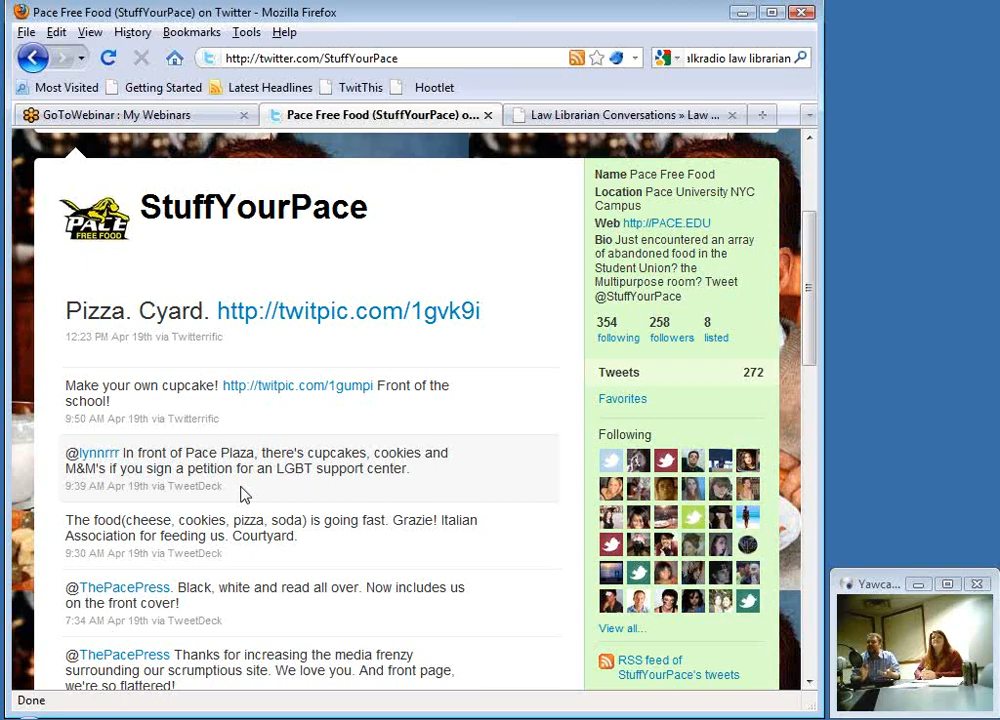 Pace Free Food (StuffYourPace) on Twitter - Mozilla Firefox
File Edit View History Bookmarks Tools Help
http://twitter.com/StuffYourPace
alkradio law librarian
Most Visited Getting Started Latest Headlines TwitThis Hootlet
GoToWebinar : My Webinars
Pace Free Food (StuffYourPace) o...
Law Librarian Conversations » Law ...
PACE
FREE FOOD
StuffYourPace
Pizza. Cyard. http://twitpic.com/1gvk9i
12:23 PM Apr 19th via Twitterrific
Make your own cupcake! http://twitpic.com/1gumpi Front of the
school!
9:50 AM Apr 19th via Twitterrific
@lynnrrr In front of Pace Plaza, there's cupcakes, cookies and
M&M's if you sign a petition for an LGBT support center.
9:39 AM Apr 19th via TweetDeck
The food(cheese, cookies, pizza, soda) is going fast. Grazie! Italian
Association for feeding us. Courtyard.
9:30 AM Apr 19th via TweetDeck
@ThePacePress. Black, white and read all over. Now includes us
on the front cover!
7:34 AM Apr 19th via TweetDeck
@ThePacePress Thanks for increasing the media frenzy
surrounding our scrumptious site. We love you. And front page,
we're so flattered!
Name Pace Free Food
Location Pace University NYC
Campus
Web http://PACE.EDU
Bio Just encountered an array
of abandoned food in the
Student Union? the
Multipurpose room? Tweet
@StuffYourPace
354 258 8
following followers listed
Tweets 272
Favorites
Following
View all...
RSS feed of
StuffYourPace's tweets
Done
Yawca...